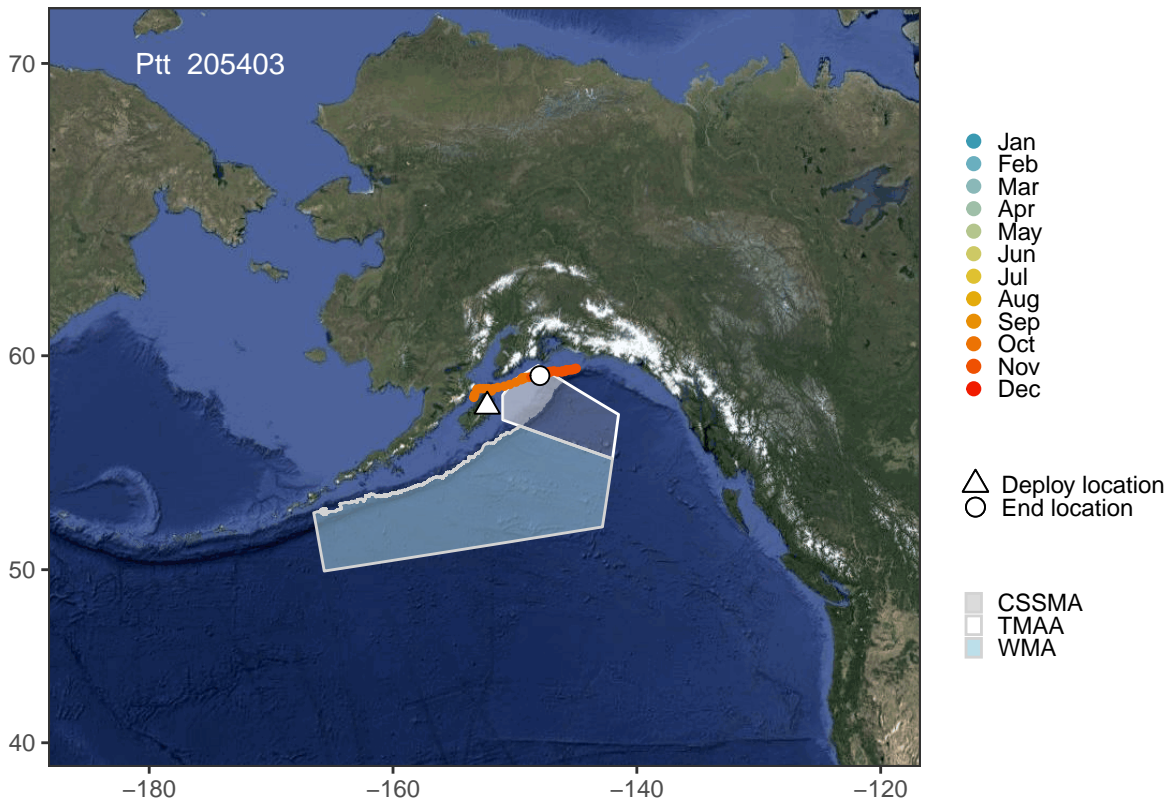 Ptt 205403
70
60
50
40
−180
−160
−140
−120
Jan
Feb
Mar
Apr
May
Jun
Jul
Aug
Sep
Oct
Nov
Dec
Deploy location
End location
CSSMA
TMAA
WMA